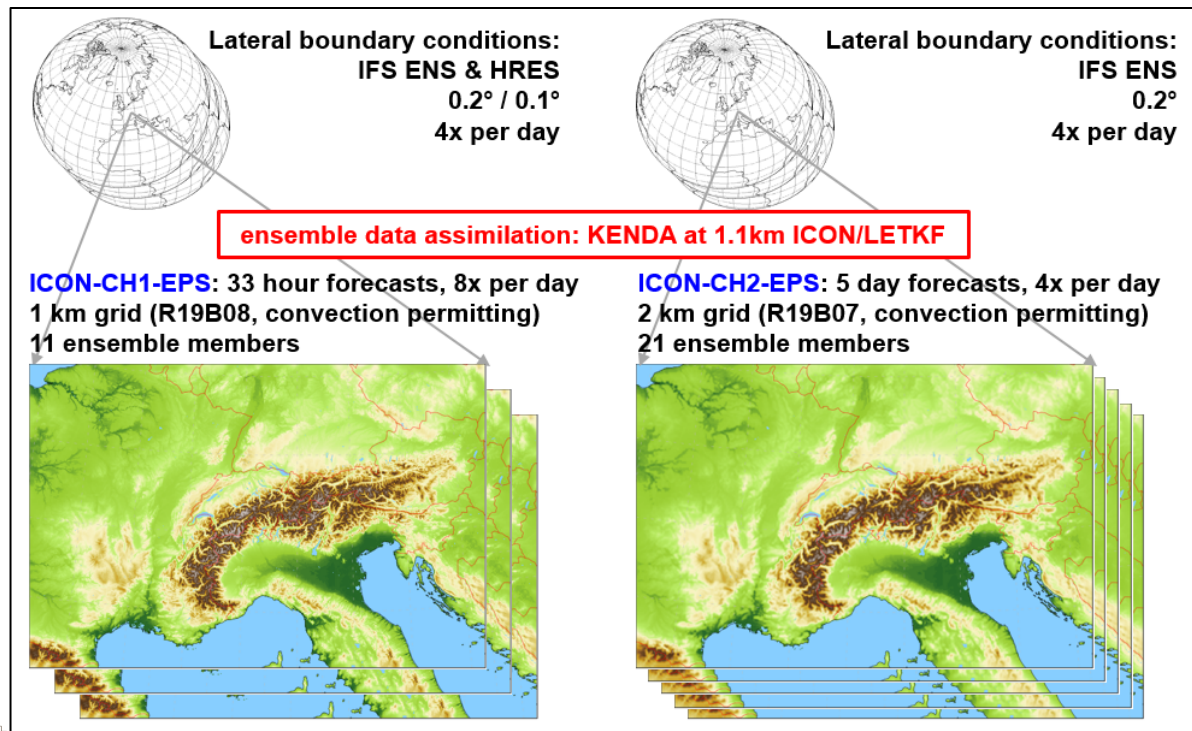 Lateral boundary conditions:
IFS ENS & HRES
0.2° / 0.1°
4x per day
Lateral boundary conditions:
IFS ENS
0.2°
4x per day
ensemble data assimilation: KENDA at 1.1km ICON/LETKF
ICON-CH1-EPS: 33 hour forecasts, 8x per day
1 km grid (R19B08, convection permitting)
11 ensemble members
ICON-CH2-EPS: 5 day forecasts, 4x per day
2 km grid (R19B07, convection permitting)
21 ensemble members